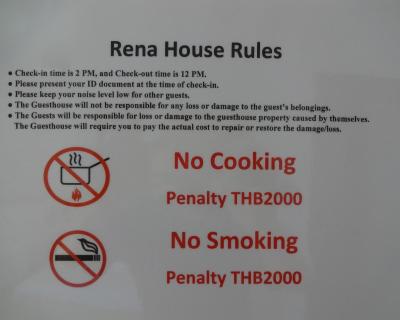 Rena House Rules
● Check-in time is 2 PM, and Check-out time is 12 PM.
● Please present your ID document at the time of check-in.
● Please keep your noise level low for other guests.
● The Guesthouse will not be responsible for any loss or damage to the guest's belongings.
● The Guests will be responsible for loss or damage to the guesthouse property caused by themselves.
The Guesthouse will require you to pay the actual cost to repair or restore the damage/loss.
No Cooking
Penalty THB2000
No Smoking
Penalty THB2000